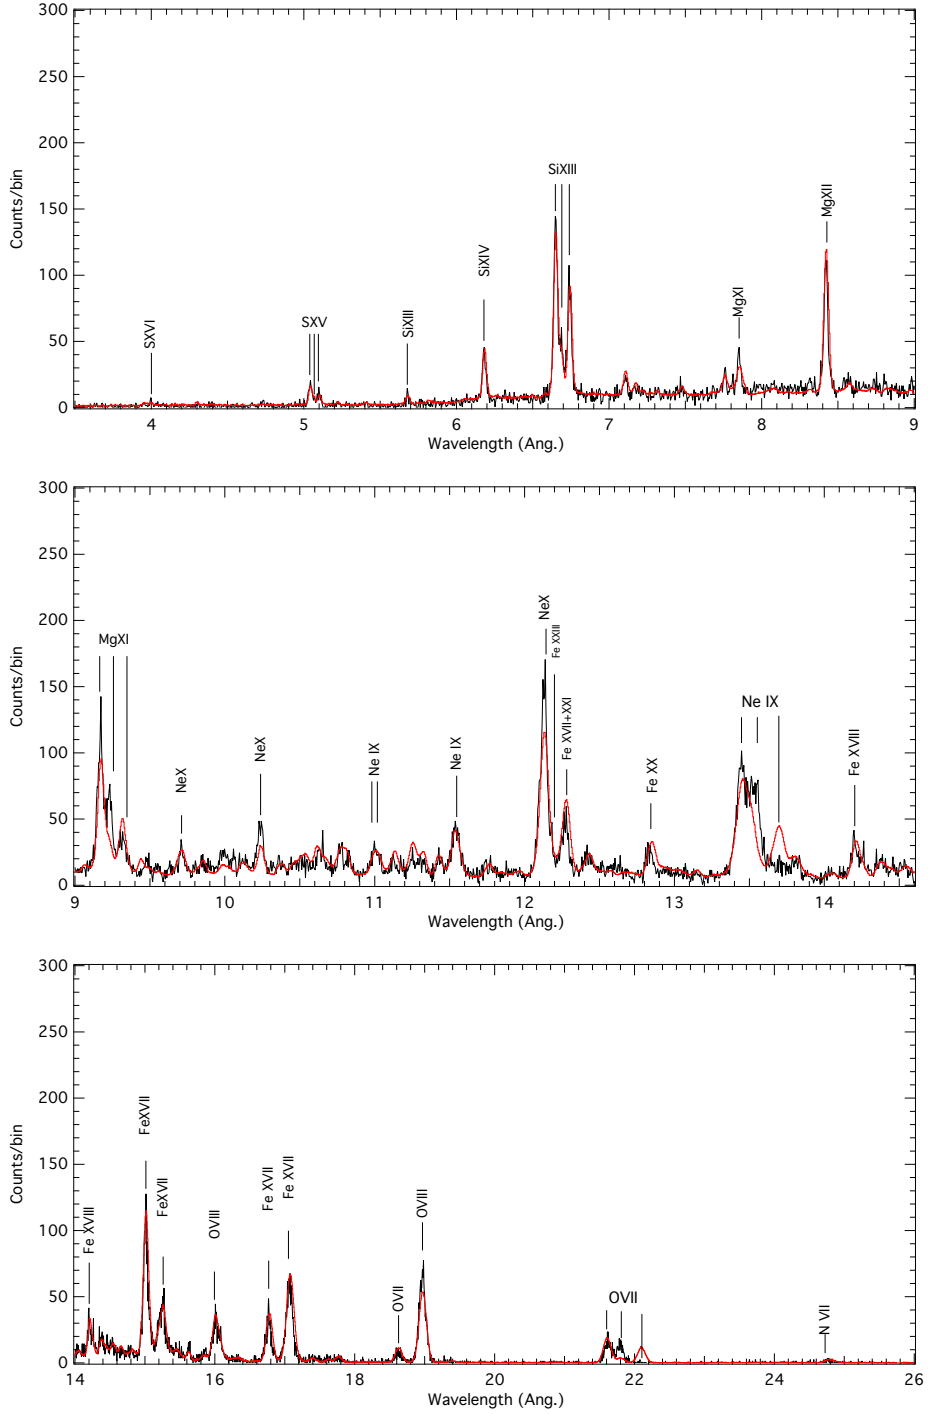 300
250
200
150
100
50
0
Counts/bin
SXVI
SXV
SiXIII
SiXIV
SiXIII
MgXI
MgXII
4 5 6 7 8 9
Wavelength (Ang.)
300
250
200
150
100
50
0
Counts/bin
MgXI
NeX
NeX
Ne IX
Ne IX
NeX
Fe XXIII
Fe XVII+XXI
Fe XX
Ne IX
Fe XVIII
9 10 11 12 13 14
Wavelength (Ang.)
300
250
200
150
100
50
0
Counts/bin
Fe XVIII
FeXVII
FeXVII
OVIII
Fe XVII
Fe XVII
OVII
OVIII
OVII
N VII
14 16 18 20 22 24 26
Wavelength (Ang.)